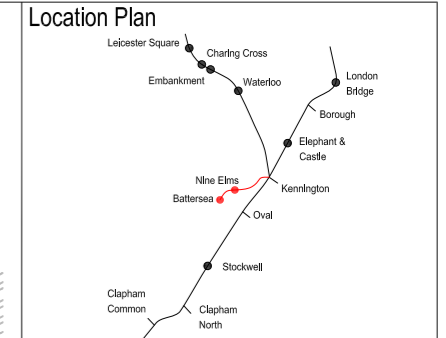 Location Plan
Leicester Square
Charing Cross
Embankment
Waterloo
London
Bridge
Borough
Elephant &
Castle
Nine Elms
Kennington
Battersea
Oval
Stockwell
Clapham
Common
Clapham
North